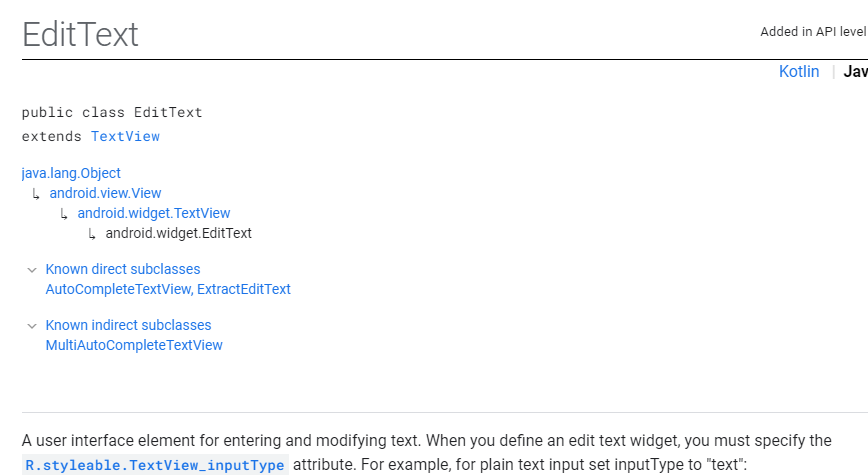 EditText
Added in API level
Kotlin | Jav
public class EditText
extends TextView
java.lang.Object
↳ android.view.View
↳ android.widget.TextView
↳ android.widget.EditText
Known direct subclasses
AutoCompleteTextView, ExtractEditText
Known indirect subclasses
MultiAutoCompleteTextView
A user interface element for entering and modifying text. When you define an edit text widget, you must specify the
R.styleable.TextView_inputType attribute. For example, for plain text input set inputType to "text":